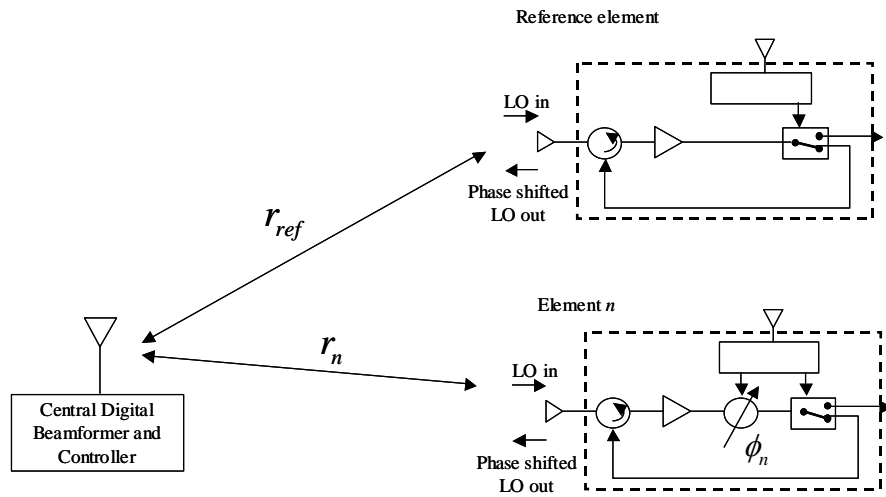 Reference element
LO in
Phase shifted
LO out
r_ref
Element n
r_n
LO in
Central Digital
Beamformer and
Controller
ϕ_n
Phase shifted
LO out